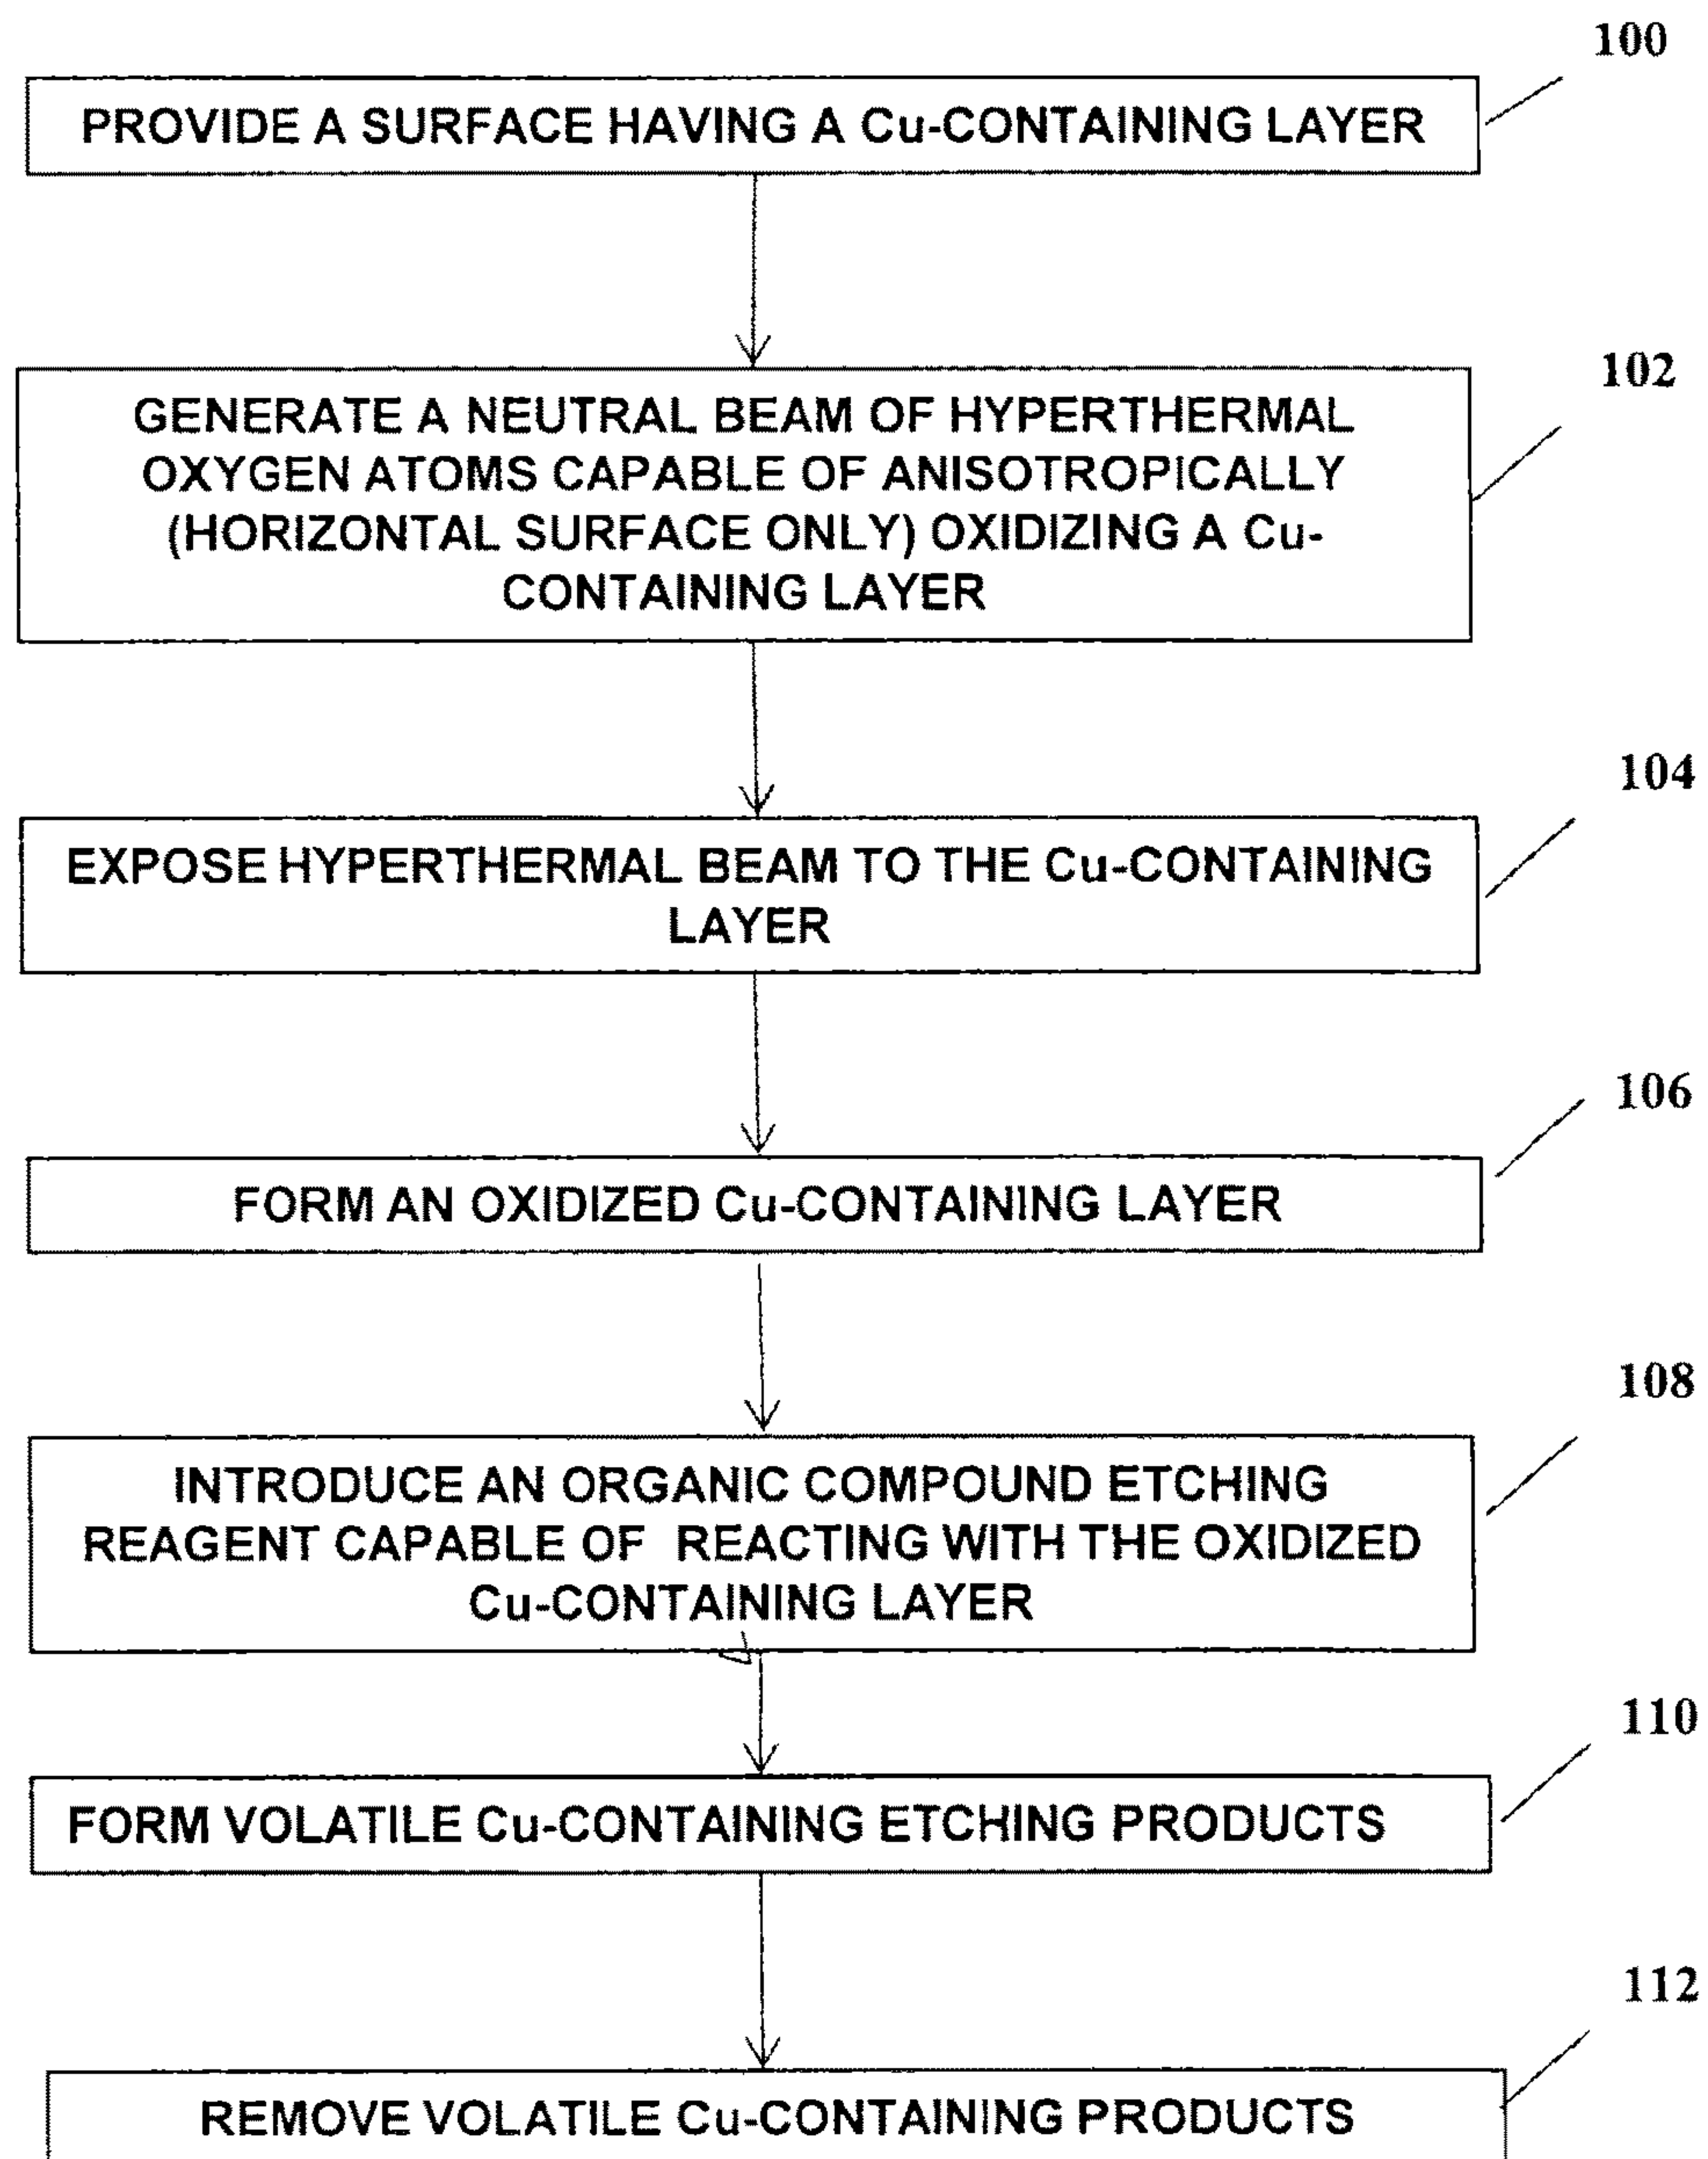 100
PROVIDE A SURFACE HAVING A Cu-CONTAINING LAYER
102
GENERATE A NEUTRAL BEAM OF HYPERTHERMAL
OXYGEN ATOMS CAPABLE OF ANISOTROPICALLY
(HORIZONTAL SURFACE ONLY) OXIDIZING A Cu-
CONTAINING LAYER
104
EXPOSE HYPERTHERMAL BEAM TO THE Cu-CONTAINING
LAYER
106
FORM AN OXIDIZED Cu-CONTAINING LAYER
108
INTRODUCE AN ORGANIC COMPOUND ETCHING
REAGENT CAPABLE OF REACTING WITH THE OXIDIZED
Cu-CONTAINING LAYER
110
FORM VOLATILE Cu-CONTAINING ETCHING PRODUCTS
112
REMOVE VOLATILE Cu-CONTAINING PRODUCTS